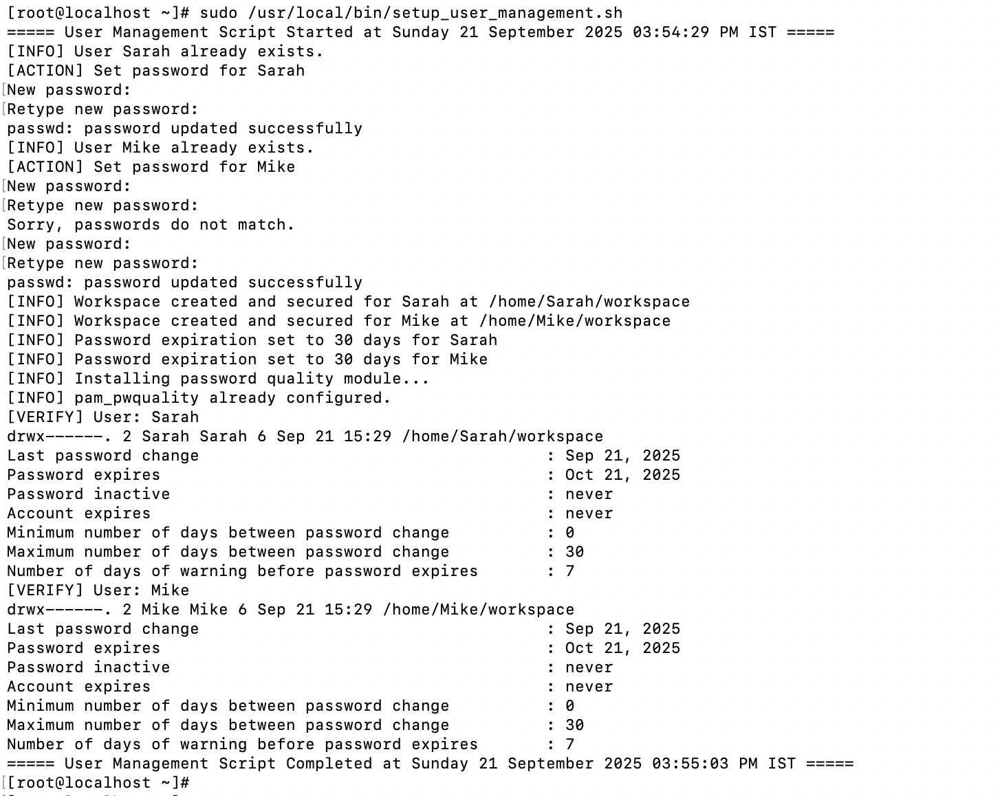 [root@localhost ~]# sudo /usr/local/bin/setup_user_management.sh
===== User Management Script Started at Sunday 21 September 2025 03:54:29 PM IST =====
[INFO] User Sarah already exists.
[ACTION] Set password for Sarah
[New password:
[Retype new password:
passwd: password updated successfully
[INFO] User Mike already exists.
[ACTION] Set password for Mike
[New password:
[Retype new password:
Sorry, passwords do not match.
[New password:
[Retype new password:
passwd: password updated successfully
[INFO] Workspace created and secured for Sarah at /home/Sarah/workspace
[INFO] Workspace created and secured for Mike at /home/Mike/workspace
[INFO] Password expiration set to 30 days for Sarah
[INFO] Password expiration set to 30 days for Mike
[INFO] Installing password quality module...
[INFO] pam_pwquality already configured.
[VERIFY] User: Sarah
drwx------. 2 Sarah Sarah 6 Sep 21 15:29 /home/Sarah/workspace
Last password change : Sep 21, 2025
Password expires : Oct 21, 2025
Password inactive : never
Account expires : never
Minimum number of days between password change : 0
Maximum number of days between password change : 30
Number of days of warning before password expires : 7
[VERIFY] User: Mike
drwx------. 2 Mike Mike 6 Sep 21 15:29 /home/Mike/workspace
Last password change : Sep 21, 2025
Password expires : Oct 21, 2025
Password inactive : never
Account expires : never
Minimum number of days between password change : 0
Maximum number of days between password change : 30
Number of days of warning before password expires : 7
===== User Management Script Completed at Sunday 21 September 2025 03:55:03 PM IST =====
[[root@localhost ~]#